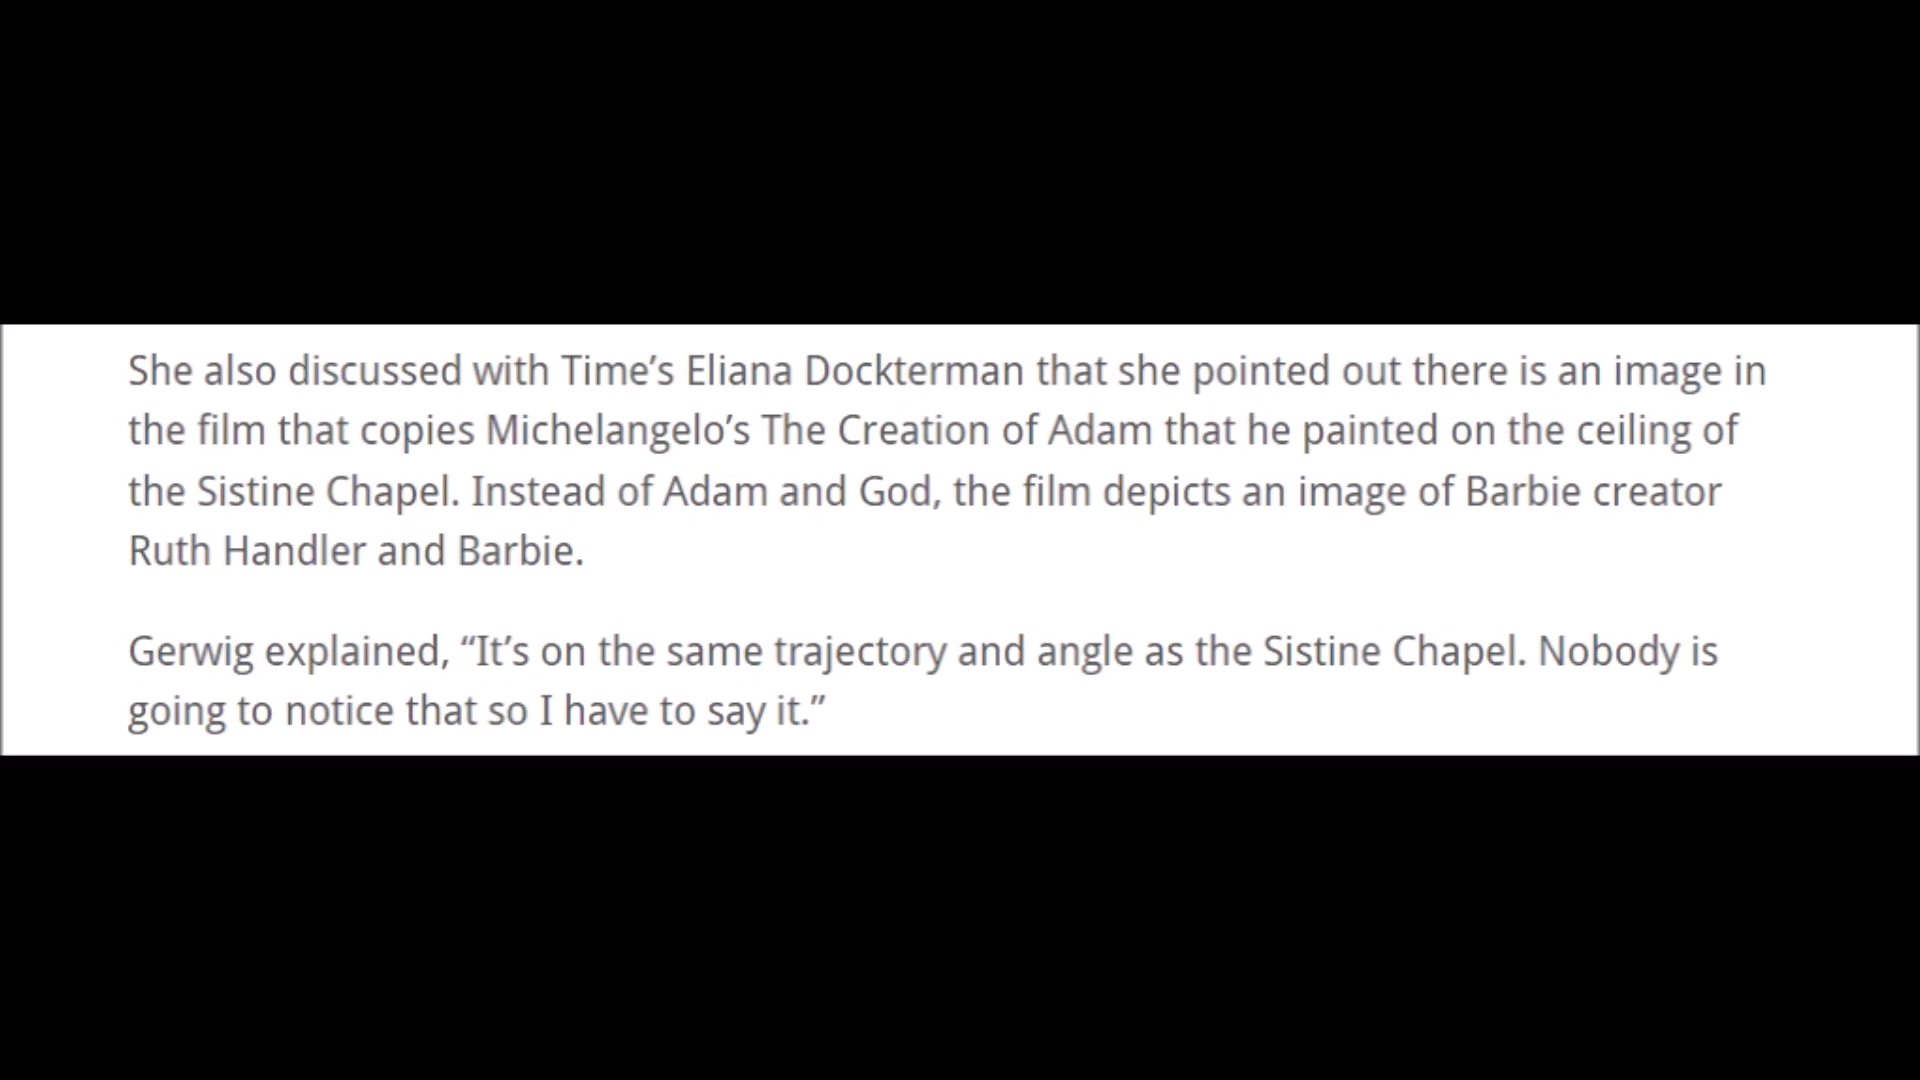 She also discussed with Time’s Eliana Dockterman that she pointed out there is an image in
the film that copies Michelangelo’s The Creation of Adam that he painted on the ceiling of
the Sistine Chapel. Instead of Adam and God, the film depicts an image of Barbie creator
Ruth Handler and Barbie.
Gerwig explained, “It’s on the same trajectory and angle as the Sistine Chapel. Nobody is
going to notice that so I have to say it.”